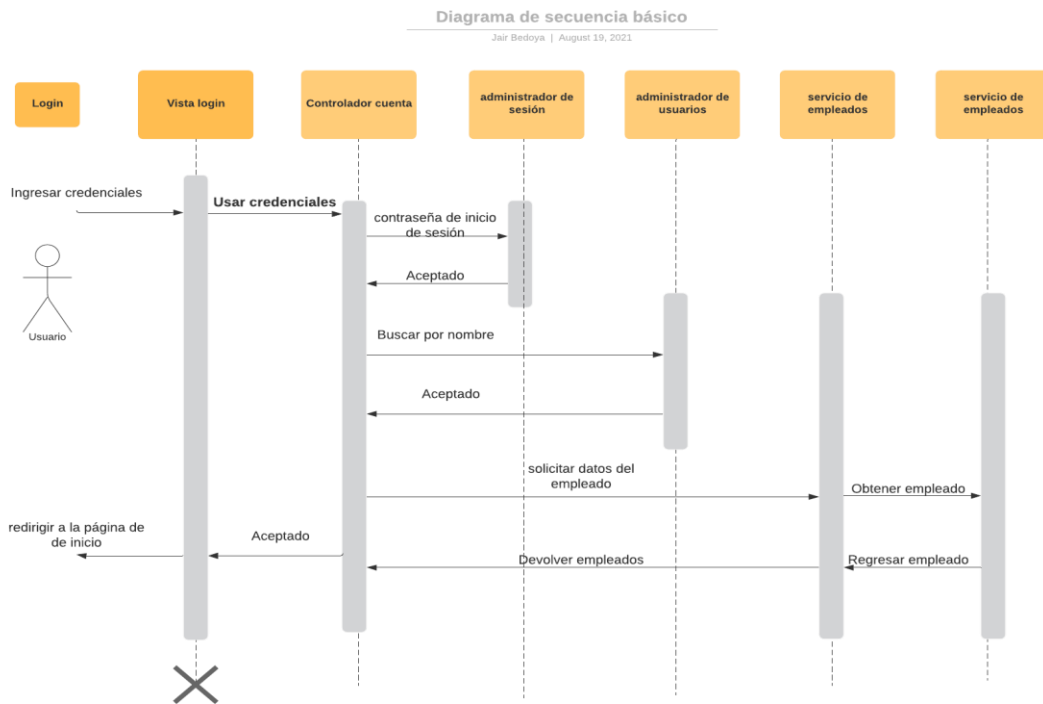 Diagrama de secuencia básico
Jair Bedoya | August 19, 2021
Login
Vista login
Controlador cuenta
administrador de
sesión
administrador de
usuarios
servicio de
empleados
servicio de
empleados
Ingresar credenciales
Usar credenciales
contraseña de inicio
de sesión
Aceptado
Usuario
Buscar por nombre
Aceptado
solicitar datos del
empleado
Obtener empleado
redirigir a la página de
de inicio
Aceptado
Devolver empleados
Regresar empleado